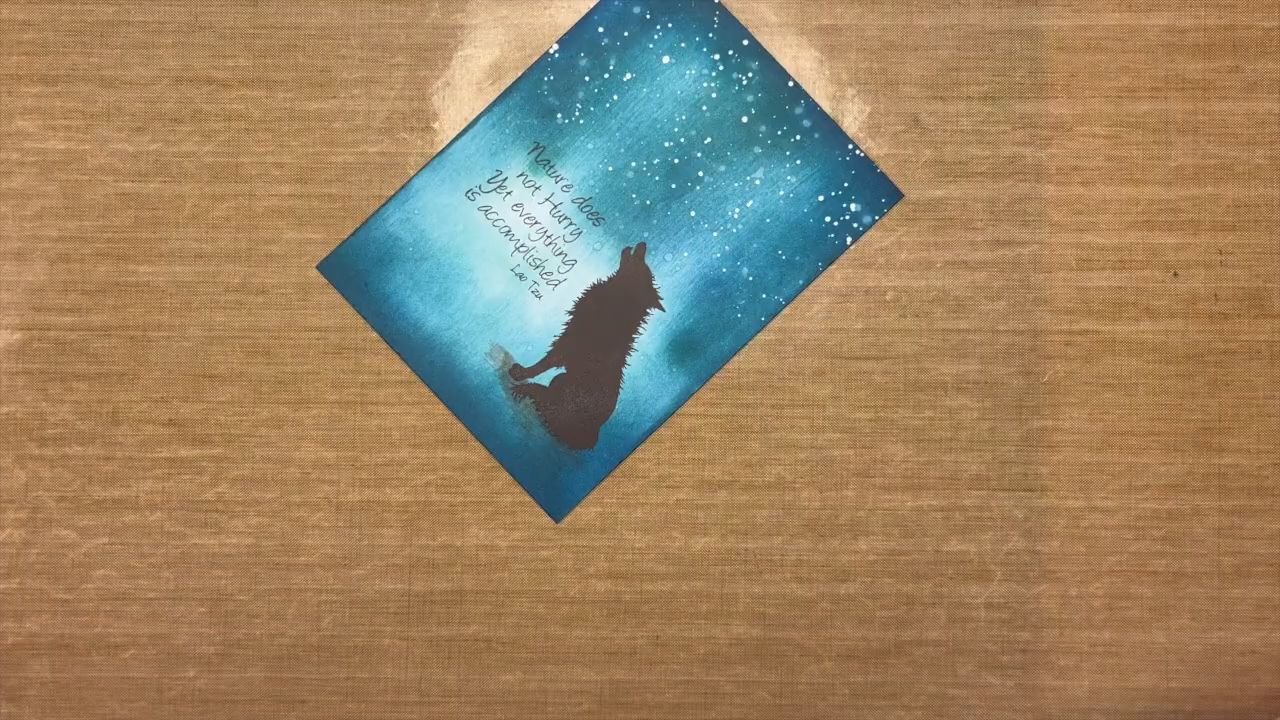 Nature does
not Hurry
Yet everything
is accomplished
Lao Tzu